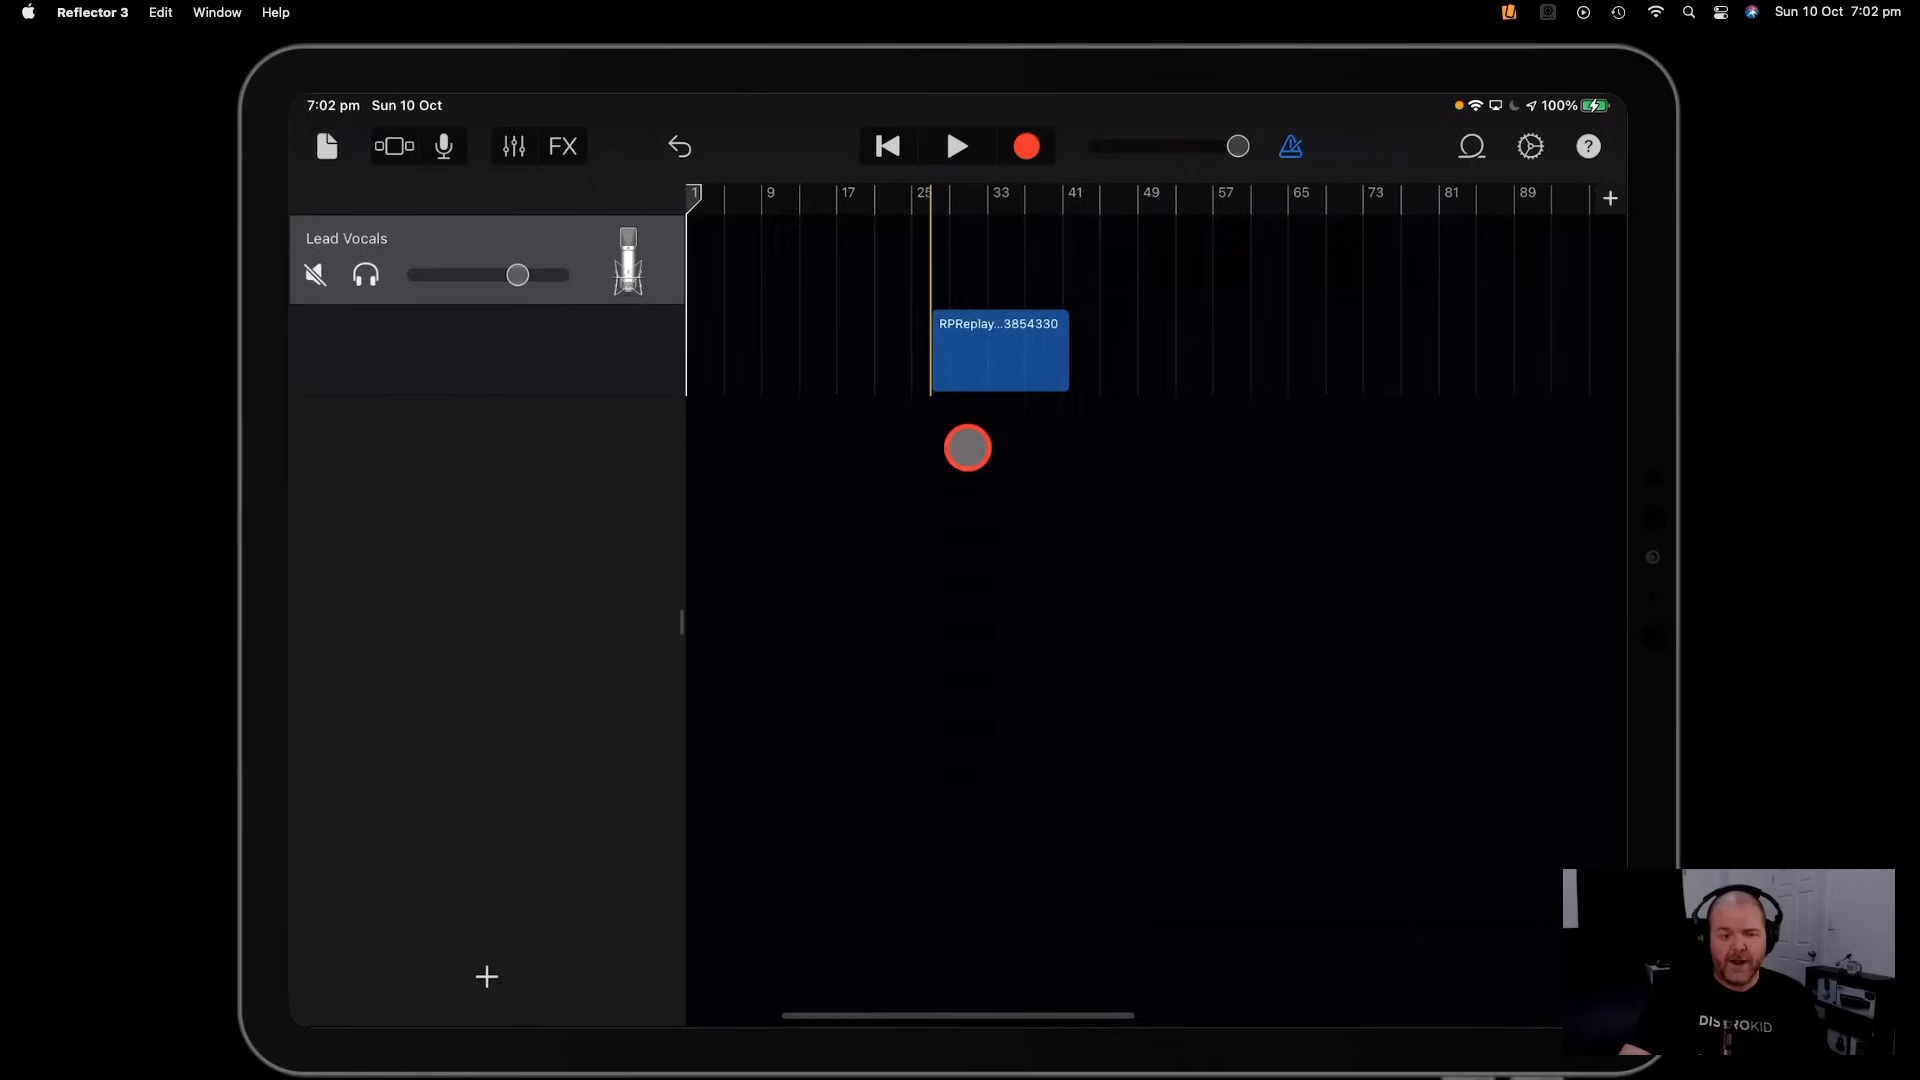 Reflector 3 Edit Window Help Sun 10 Oct 7:02 pm
7:02 pm Sun 10 Oct 100%
FX ?
1 9 17 25 33 41 49 57 65 73 81 89
Lead Vocals
RPReplay...3854330
DISTROKID